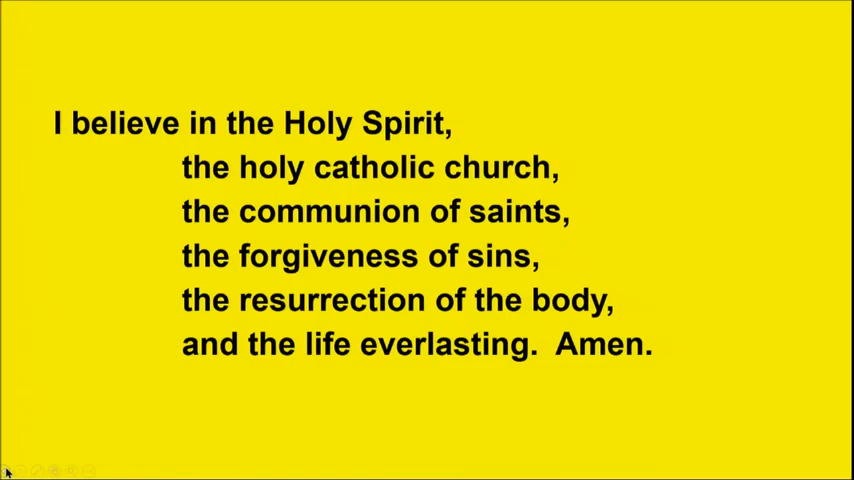 I believe in the Holy Spirit,
the holy catholic church,
the communion of saints,
the forgiveness of sins,
the resurrection of the body,
and the life everlasting.  Amen.